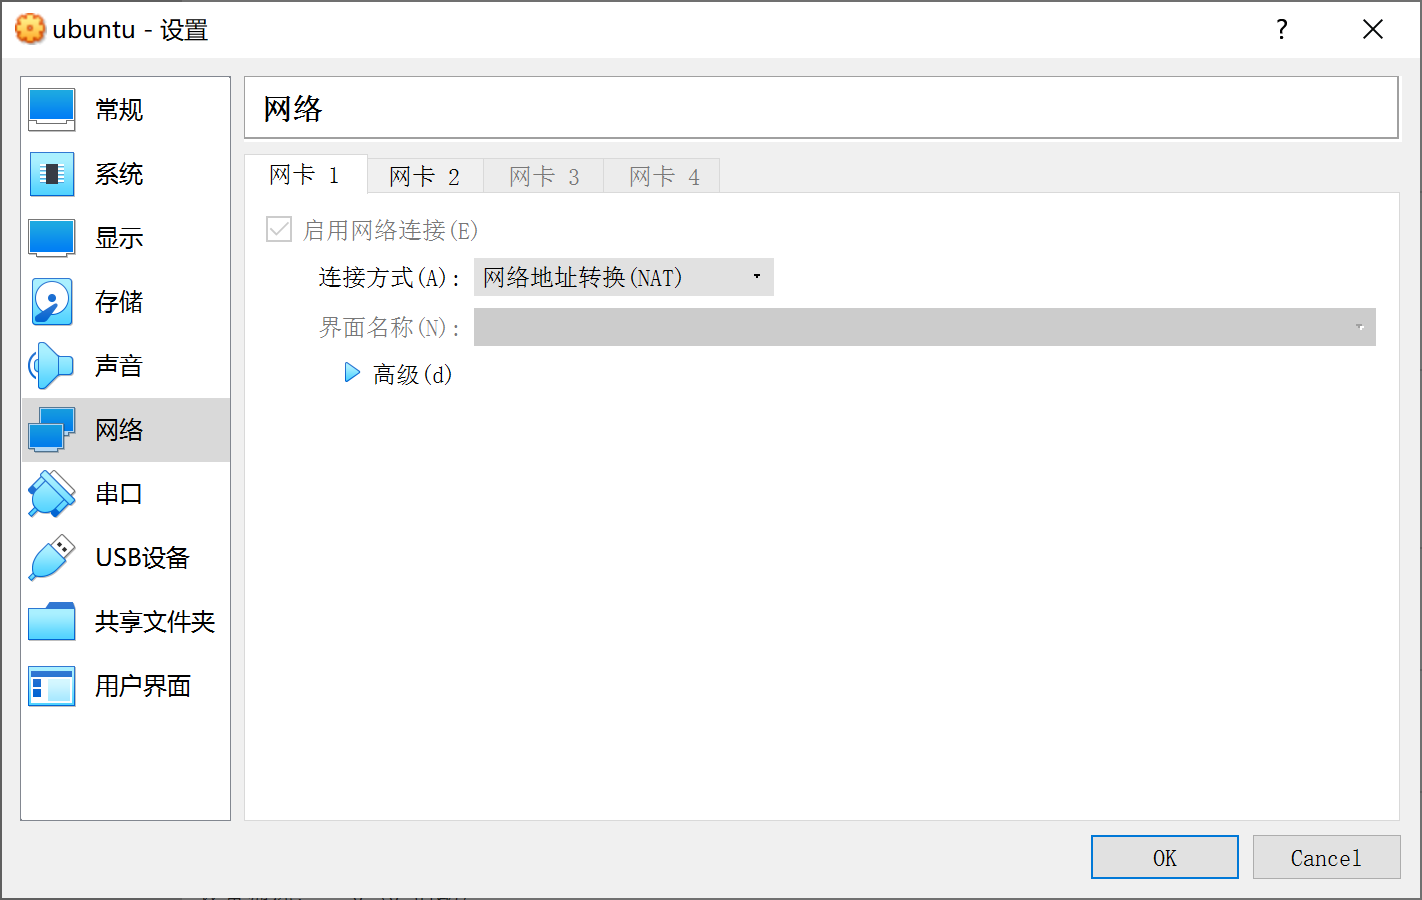 ubuntu - 设置
?
常规
系统
显示
存储
声音
网络
串口
USB设备
共享文件夹
用户界面
网络
网卡 1
网卡 2
网卡 3
网卡 4
启用网络连接(E)
连接方式(A): 网络地址转换(NAT)
界面名称(N):
高级(d)
OK
Cancel